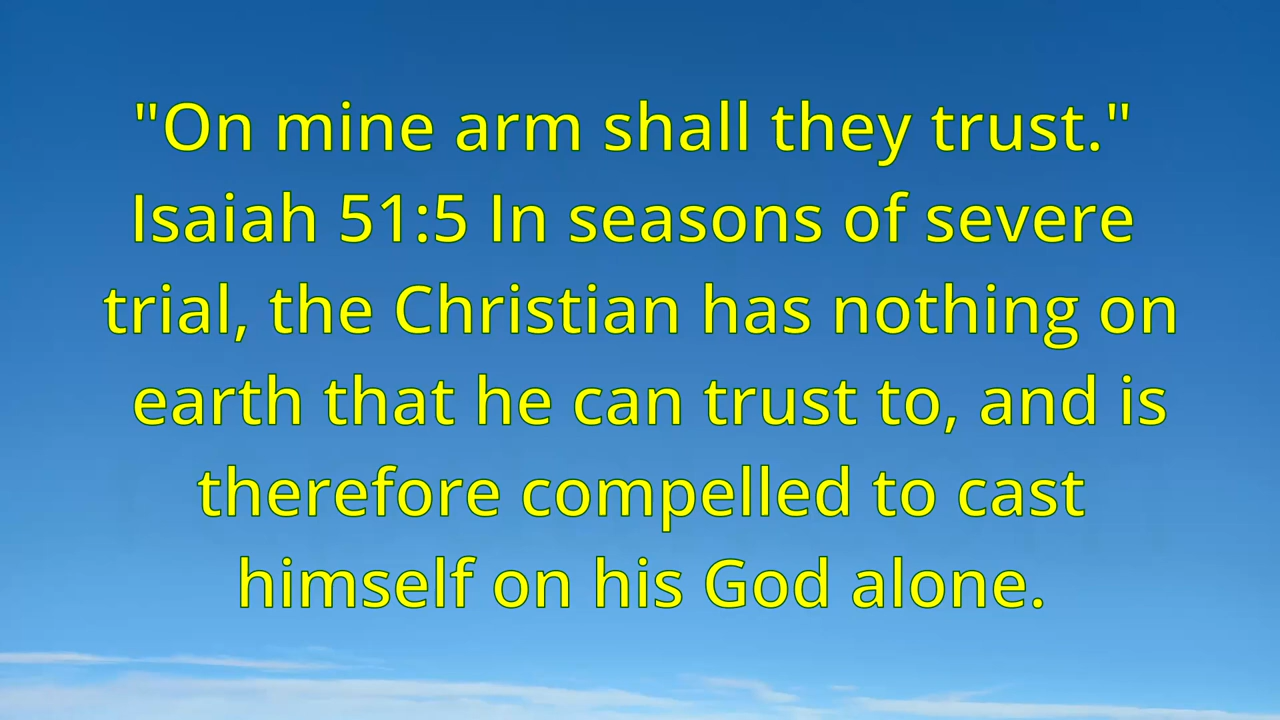 "On mine arm shall they trust."
Isaiah 51:5 In seasons of severe
trial, the Christian has nothing on
earth that he can trust to, and is
therefore compelled to cast
himself on his God alone.